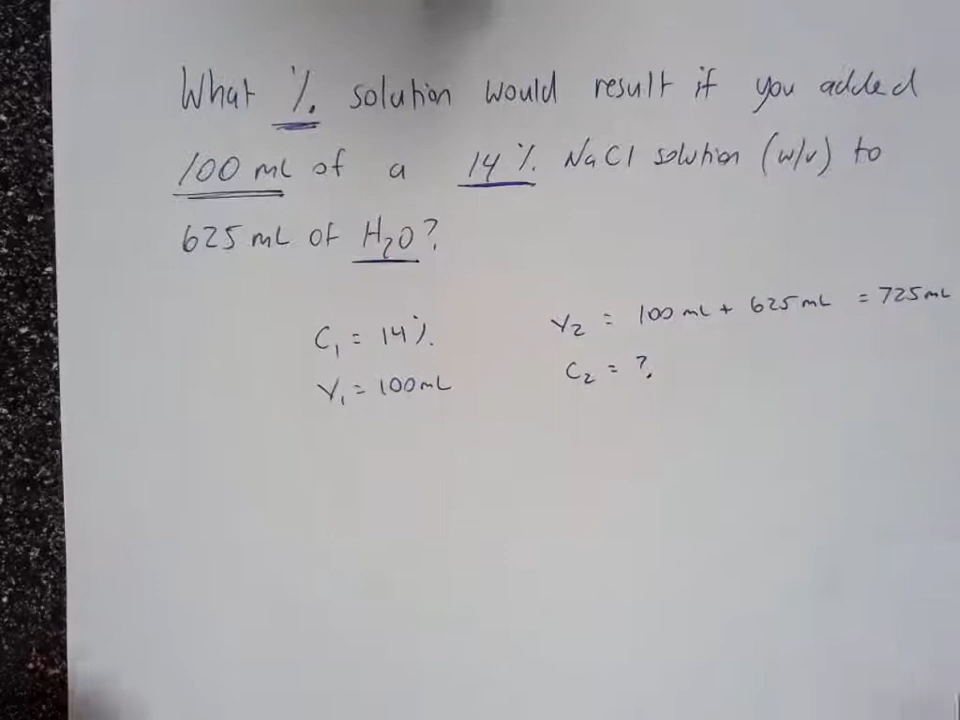 What % solution would result if you added
100 mL of a 14% NaCl solution (w/v) to
625 mL of H₂O?
C₁ = 14% V₂ = 100 mL + 625 mL = 725 mL
V₁ = 100 mL C₂ = ?